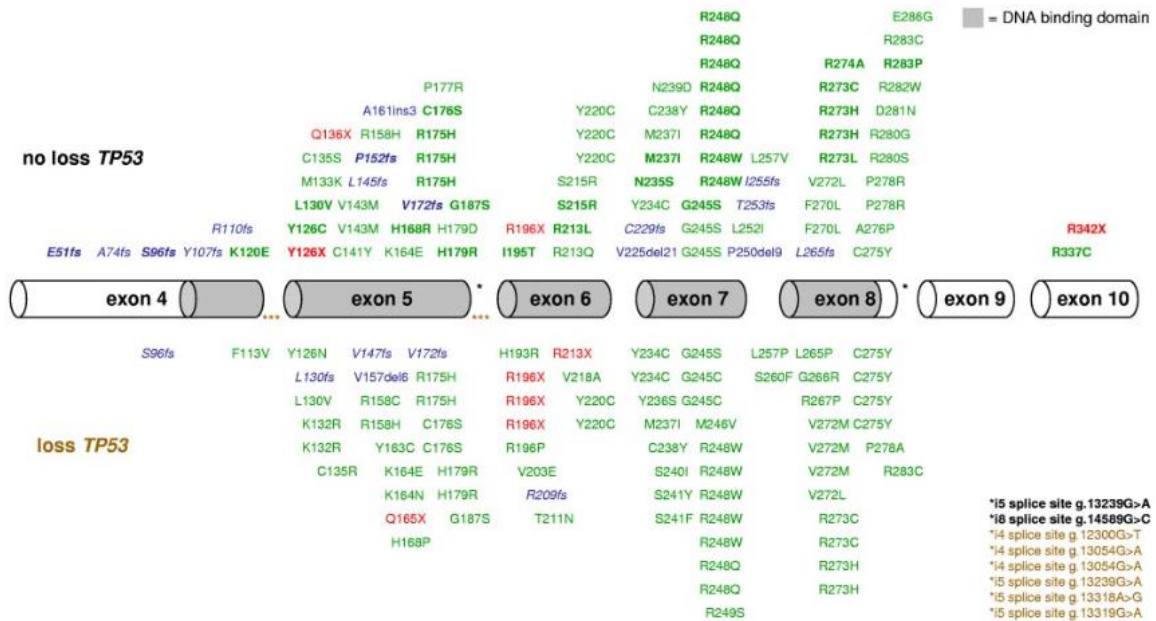 R248Q E286G = DNA binding domain
R248Q R283C
R248Q R274A R283P
P177R N239D R248Q R273C R282W
A161ins3 C176S Y220C C238Y R248Q R273H D281N
Q136X R158H R175H Y220C M237I R248Q R273H R280G
no loss TP53 C135S P152fs R175H Y220C M237I R248W L257V R273L R280S
M133K L145fs R175H S215R N235S R248W I255fs V272L P278R
L130V V143M V172fs G187S S215R Y234C G245S T253fs F270L P278R
R110fs Y126C V143M H168R H179D R196X R213L C229fs G245S L252I F270L A276P R342X
E51fs A74fs S96fs Y107fs K120E Y126X C141Y K164E H179R I195T R213Q V225del21 G245S P250del9 L265fs C275Y R337C
exon 4 ... exon 5 * ... exon 6 exon 7 exon 8 * exon 9 exon 10
S96fs F113V Y126N V147fs V172fs H193R R213X Y234C G245S L257P L265P C275Y
L130fs V157del6 R175H R196X V218A Y234C G245C S260F G266R C275Y
L130V R158C R175H R196X Y220C Y236S G245C R267P C275Y
K132R R158H C176S R196X Y220C M237I M246V V272M C275Y
loss TP53 K132R Y163C C176S R196P C238Y R248W V272M P278A
C135R K164E H179R V203E S240I R248W V272M R283C
K164N H179R R209fs S241Y R248W V272L
*i5 splice site g.13239G>A
Q165X G187S T211N S241F R248W R273C
*i8 splice site g.14589G>C
H168P R248W R273C
*i4 splice site g.12300G>T
*i4 splice site g.13054G>A
R248Q R273H
*i4 splice site g.13054G>A
*i5 splice site g.13239G>A
R248Q R273H
*i5 splice site g.13318A>G
R249S
*i5 splice site g.13319G>A